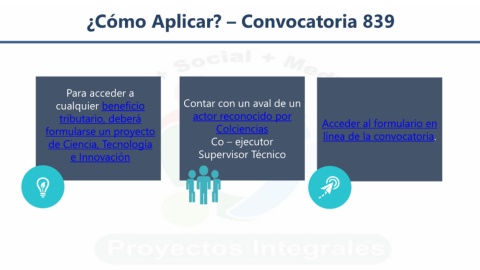 ¿Cómo Aplicar? – Convocatoria 839
Para acceder a
cualquier beneficio
tributario, deberá
formularse un proyecto
de Ciencia, Tecnología
e Innovación
Contar con un aval de un
actor reconocido por
Colciencias
Co – ejecutor
Supervisor Técnico
Acceder al formulario en
línea de la convocatoria.
Social + Med
Proyectos Integrales